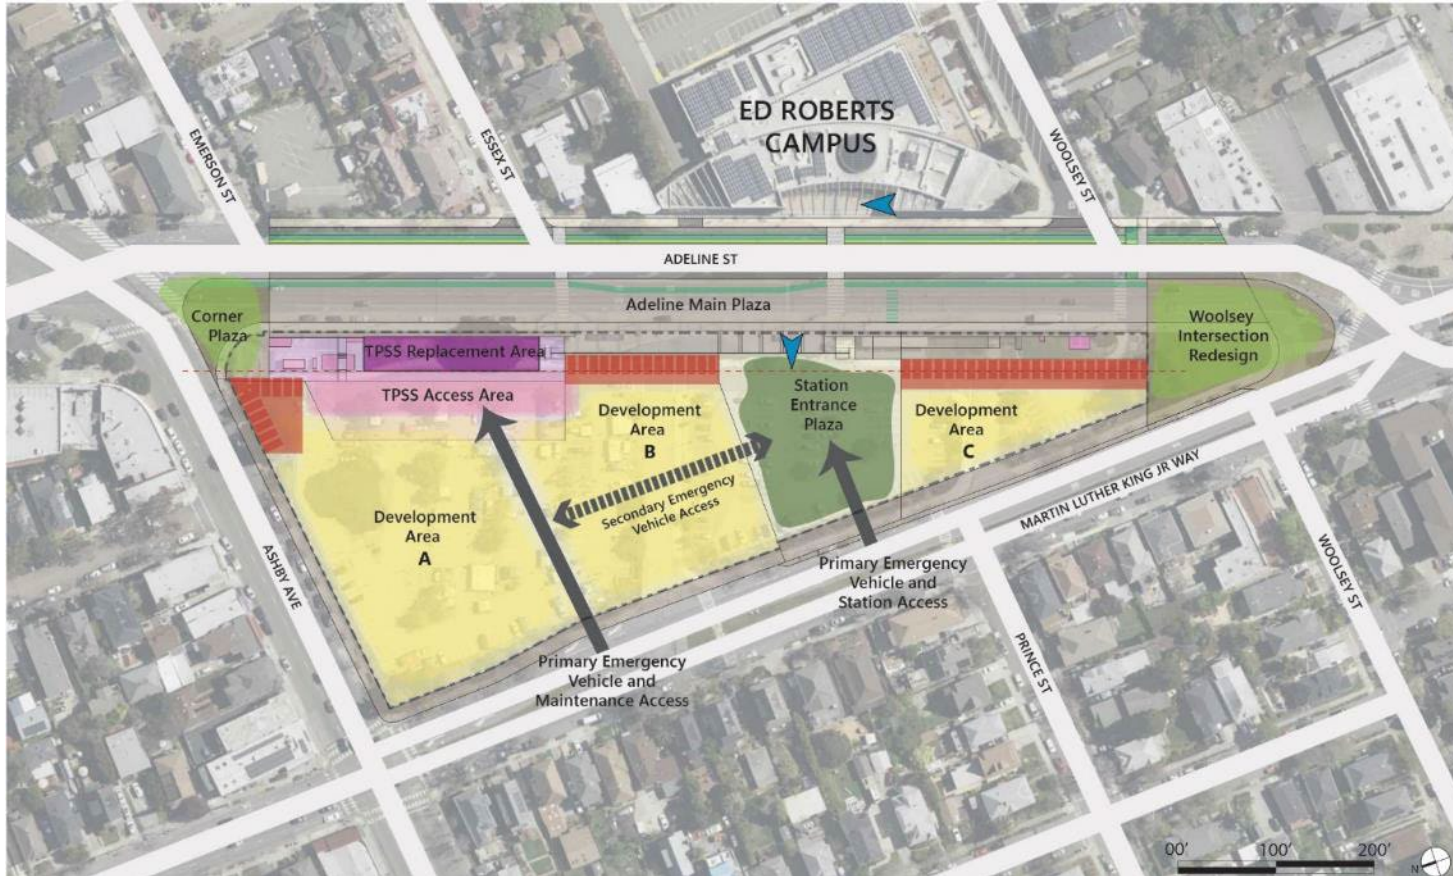 ED ROBERTS
CAMPUS
EMERSON ST
ESSEX ST
WOOLSEY ST
ADELINE ST
Adeline Main Plaza
Corner
Plaza
Woolsey
Intersection
Redesign
TPSS Replacement Area
TPSS Access Area
Station
Entrance
Plaza
Development
Area
B
Development
Area
C
Secondary Emergency
Vehicle Access
Development
Area
A
MARTIN LUTHER KING JR WAY
ASHBY AVE
Primary Emergency
Vehicle and
Station Access
WOOLSEY ST
PRINCE ST
Primary Emergency
Vehicle and
Maintenance Access
00' 100' 200'
N